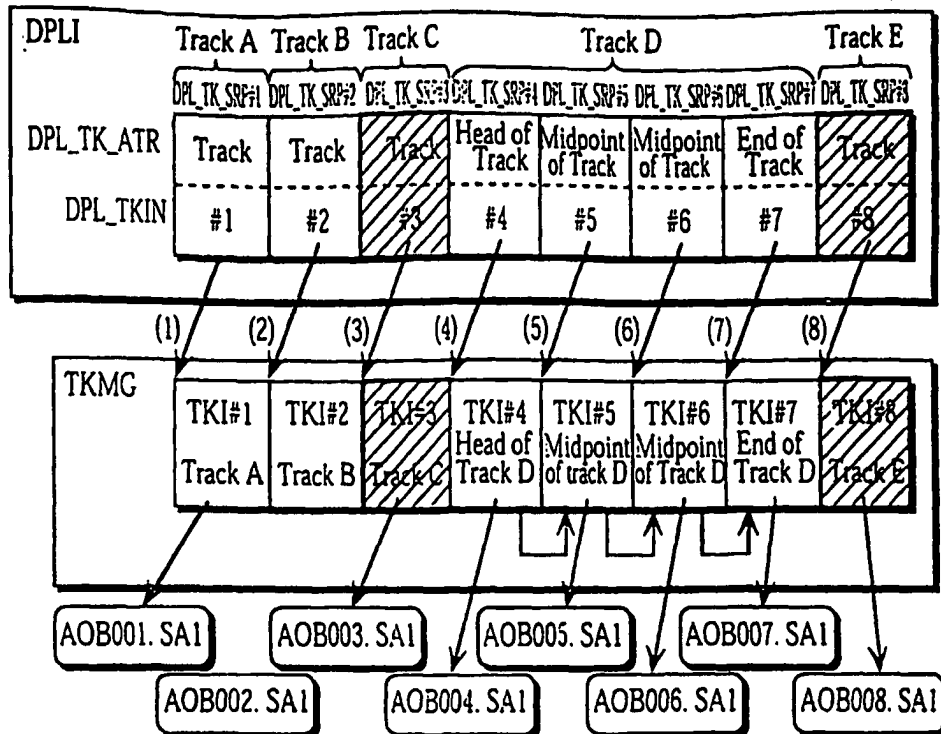 DPLI
Track A Track B Track C Track D Track E
DPL_TK_SRP#1 DPL_TK_SRP#2 DPL_TK_SRP#3 DPL_TK_SRP#4 DPL_TK_SRP#5 DPL_TK_SRP#6 DPL_TK_SRP#7 DPL_TK_SRP#8
DPL_TK_ATR
Track
Track
Track
Head of
Track
Midpoint
of Track
Midpoint
of Track
End of
Track
Track
DPL_TKIN #1 #2 #3 #4 #5 #6 #7 #8
(1) (2) (3) (4) (5) (6) (7) (8)
TKMG
TKI#1
Track A
TKI#2
Track B
TKI#3
Track C
TKI#4
Head of
Track D
TKI#5
Midpoint
of track D
TKI#6
Midpoint
of Track D
TKI#7
End of
Track D
TKI#8
Track E
AOB001. SA1 AOB003. SA1 AOB005. SA1 AOB007. SA1
AOB002. SA1 AOB004. SA1 AOB006. SA1 AOB008. SA1